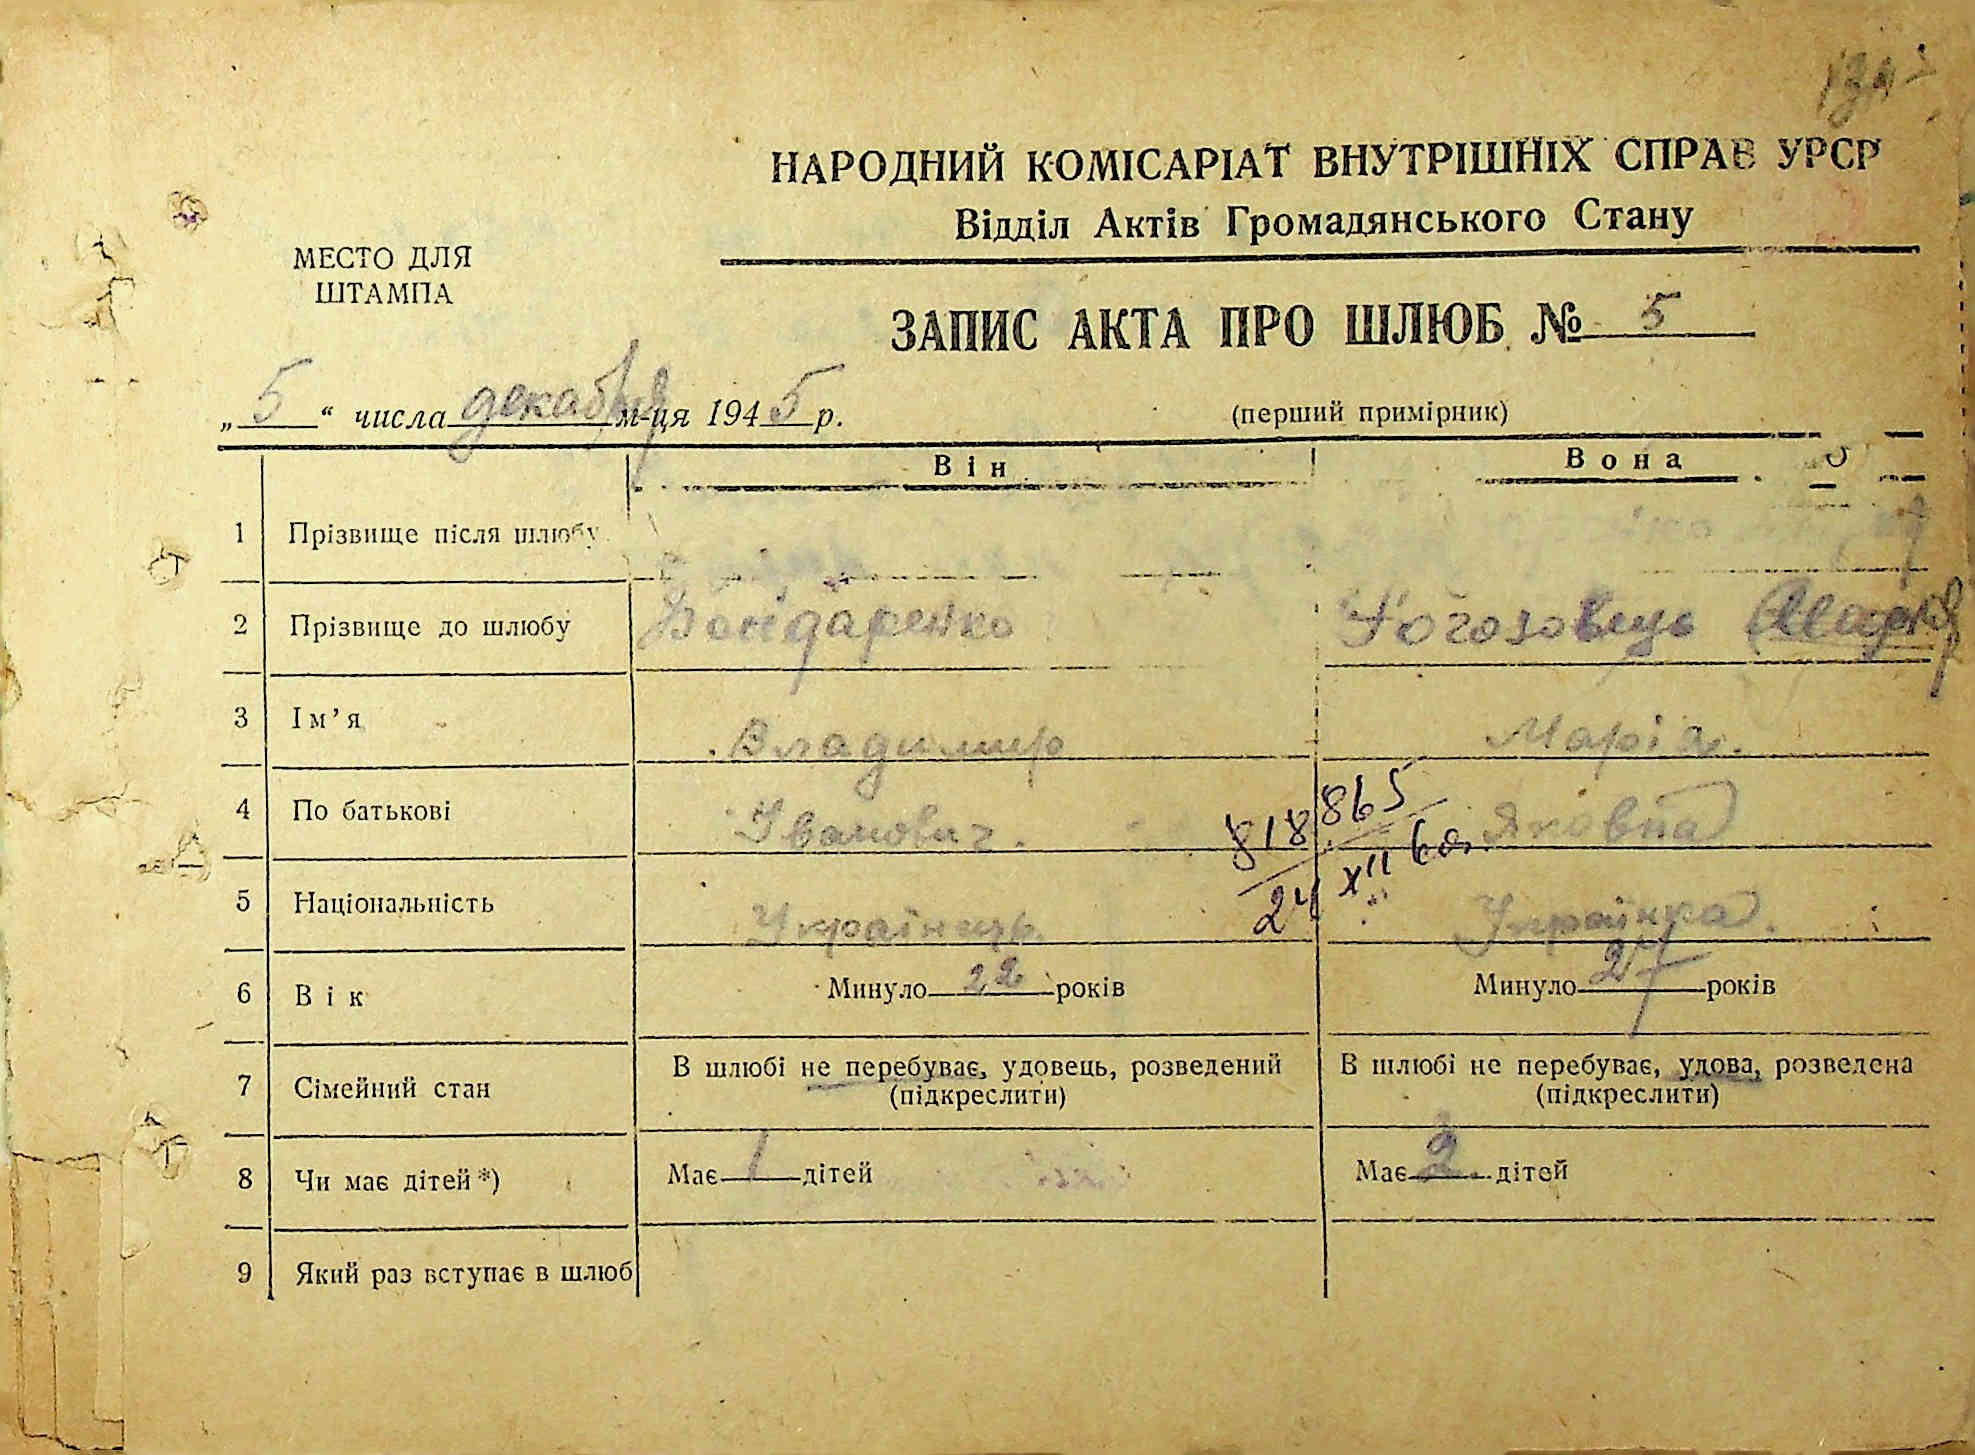 НАРОДНИЙ КОМІСАРІАТ ВНУТРІШНІХ СПРАВ УРСР
Відділ Актів Громадянського Стану
МЕСТО ДЛЯ
ШТАМПА
ЗАПИС АКТА ПРО ШЛЮБ № 5
„5“ числа декабря м-ця 1945 р.
(перший примірник)
Він Вона
1 Прізвище після шлюбу
2 Прізвище до шлюбу Бондаренко
3 Ім’я Владимир Марія.
4 По батькові Іванович. Яковна
818 865
24 XII 60.
5 Національність Українець. Українка.
6 Вік Минуло 22 років Минуло 27 років
7 Сімейний стан В шлюбі не перебуває, удовець, розведений В шлюбі не перебуває, удова, розведена
(підкреслити) (підкреслити)
8 Чи має дітей*) Має 1 дітей Має 2 дітей
9 Який раз вступає в шлюб